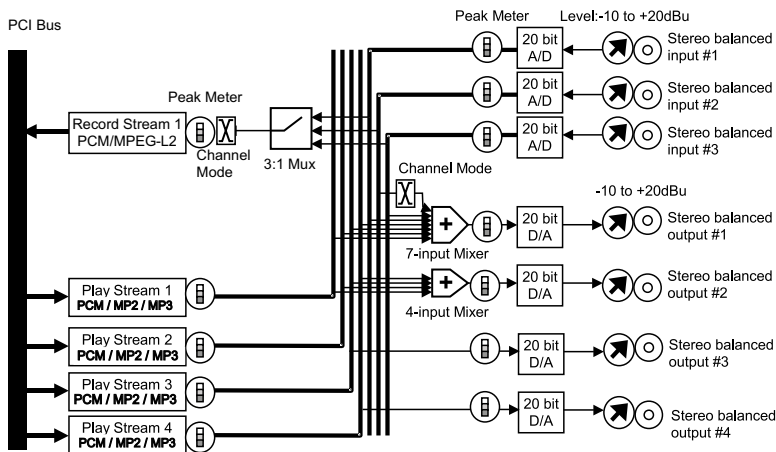 PCI Bus
Peak Meter
Level:-10 to +20dBu
20 bit
A/D
Stereo balanced
input #1
20 bit
A/D
Stereo balanced
input #2
20 bit
A/D
Stereo balanced
input #3
Peak Meter
Record Stream 1
PCM/MPEG-L2
Channel
Mode
3:1 Mux
Channel Mode
-10 to +20dBu
+
7-input Mixer
20 bit
D/A
Stereo balanced
output #1
Play Stream 1
PCM / MP2 / MP3
+
4-input Mixer
20 bit
D/A
Stereo balanced
output #2
Play Stream 2
PCM / MP2 / MP3
20 bit
D/A
Stereo balanced
output #3
Play Stream 3
PCM / MP2 / MP3
Play Stream 4
PCM / MP2 / MP3
20 bit
D/A
Stereo balanced
output #4